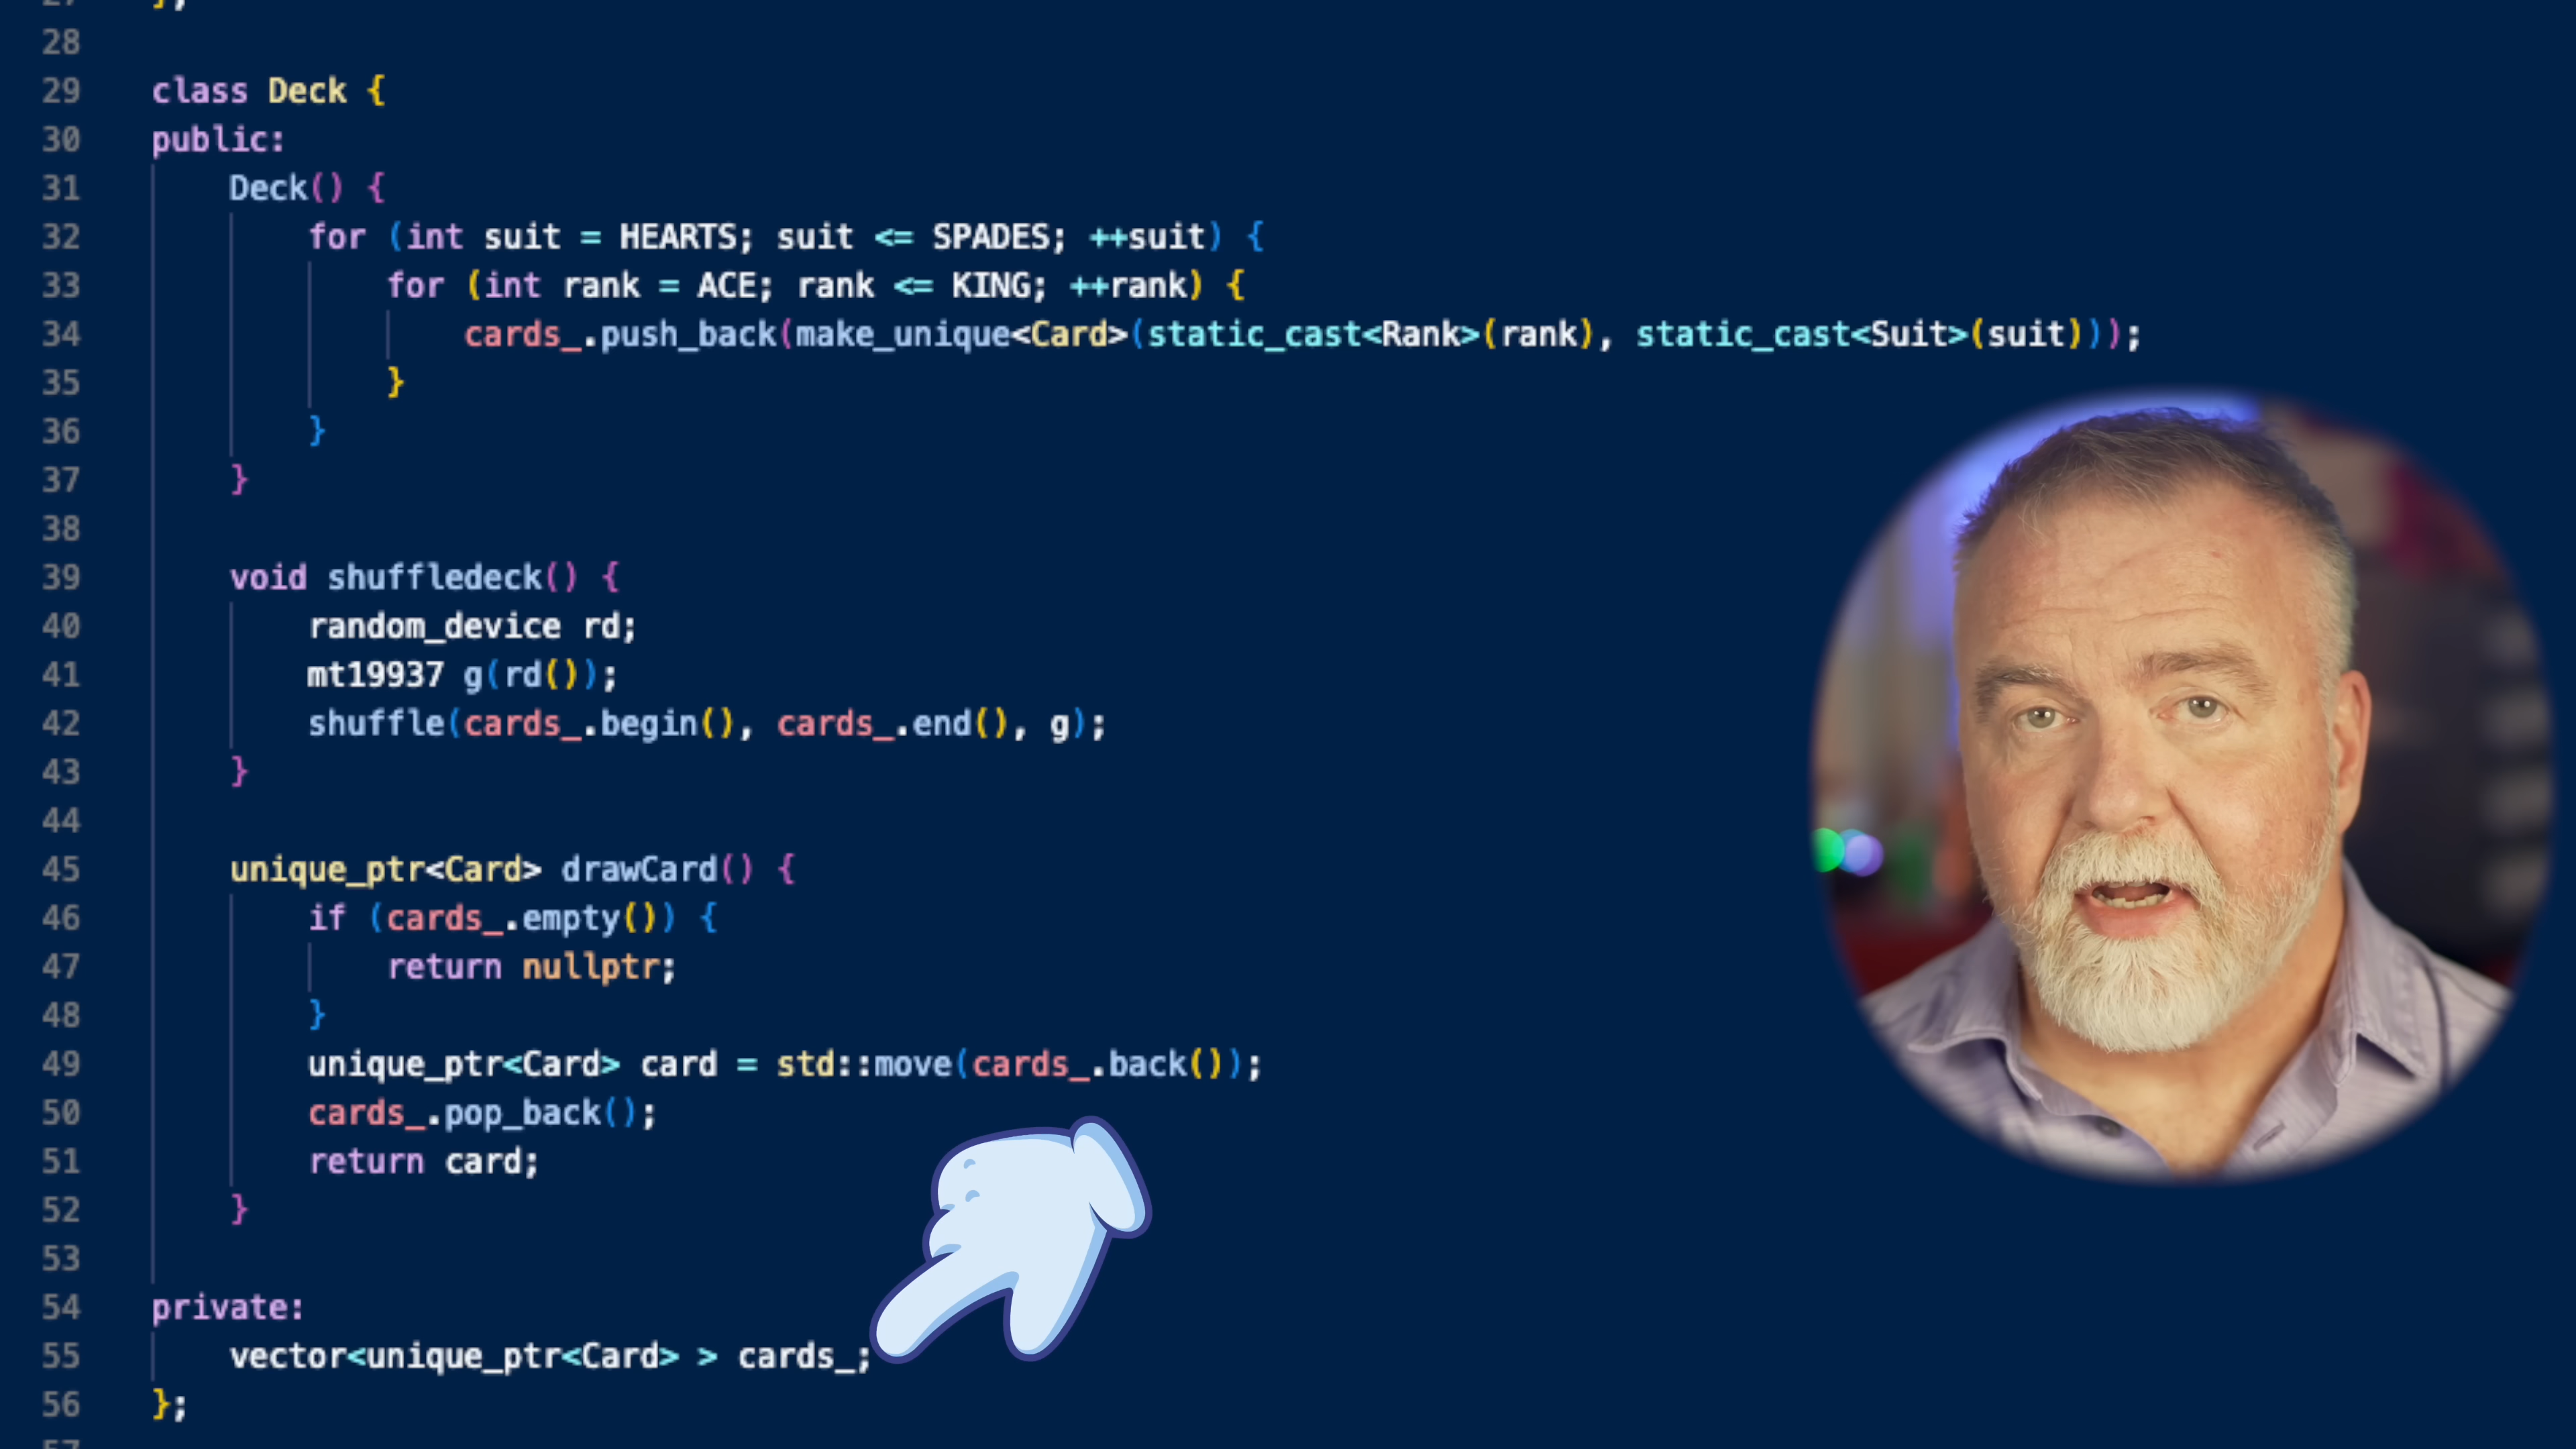 27 };
28
29 class Deck {
30 public:
31 Deck() {
32 for (int suit = HEARTS; suit <= SPADES; ++suit) {
33 for (int rank = ACE; rank <= KING; ++rank) {
34 cards_.push_back(make_unique<Card>(static_cast<Rank>(rank), static_cast<Suit>(suit)));
35 }
36 }
37 }
38
39 void shuffledeck() {
40 random_device rd;
41 mt19937 g(rd());
42 shuffle(cards_.begin(), cards_.end(), g);
43 }
44
45 unique_ptr<Card> drawCard() {
46 if (cards_.empty()) {
47 return nullptr;
48 }
49 unique_ptr<Card> card = std::move(cards_.back());
50 cards_.pop_back();
51 return card;
52 }
53
54 private:
55 vector<unique_ptr<Card> > cards_;
56 };
57